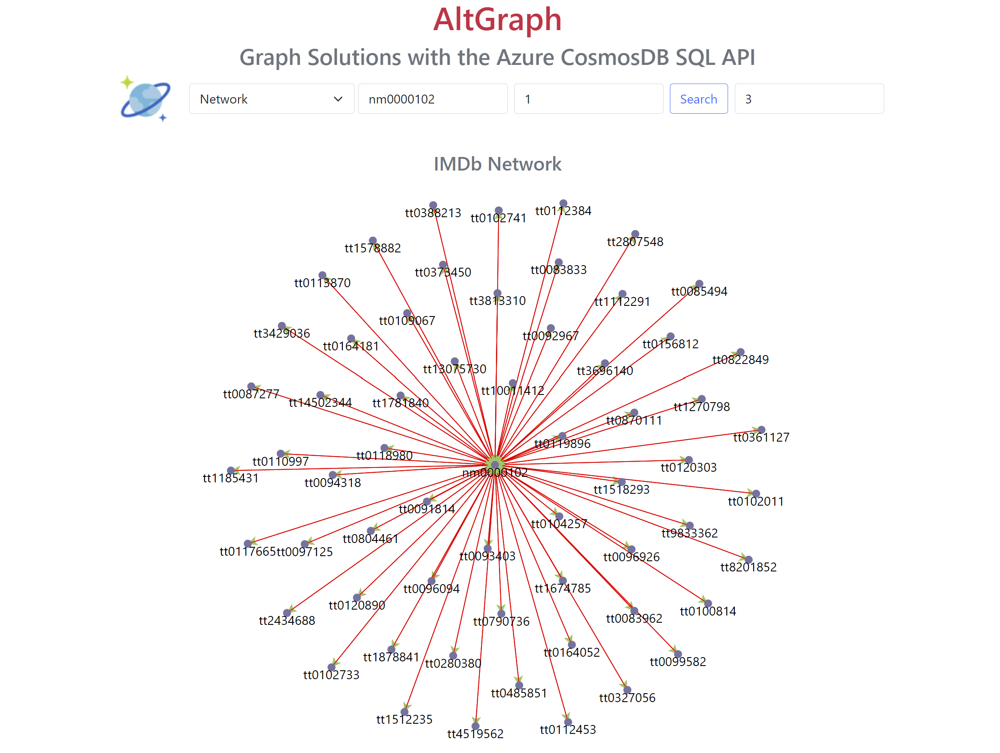 AltGraph
Graph Solutions with the Azure CosmosDB SQL API
Network
nm0000102
1
Search
3
IMDb Network
tt0388213
tt0102741
tt0112384
tt2807548
tt1578882
tt0373450
tt0083833
tt0113870
tt0085494
tt3813310
tt1112291
tt0109067
tt3429036
tt0092967
tt0164181
tt0156812
tt0822849
tt13075730
tt3696140
tt10011412
tt0087277
tt14502344
tt1781840
tt1270798
tt0870111
tt0361127
tt0119896
tt0118980
tt0110997
tt0120303
nm0000102
tt1185431
tt0094318
tt1518293
tt0102011
tt0091814
tt0104257
tt9833362
tt0804461
tt0117665
tt0097125
tt0093403
tt0096926
tt8201852
tt0096094
tt1674785
tt0120890
tt0100814
tt0083962
tt2434688
tt0790736
tt0164052
tt1878841
tt0280380
tt0099582
tt0102733
tt0485851
tt0327056
tt1512235
tt0112453
tt4519562